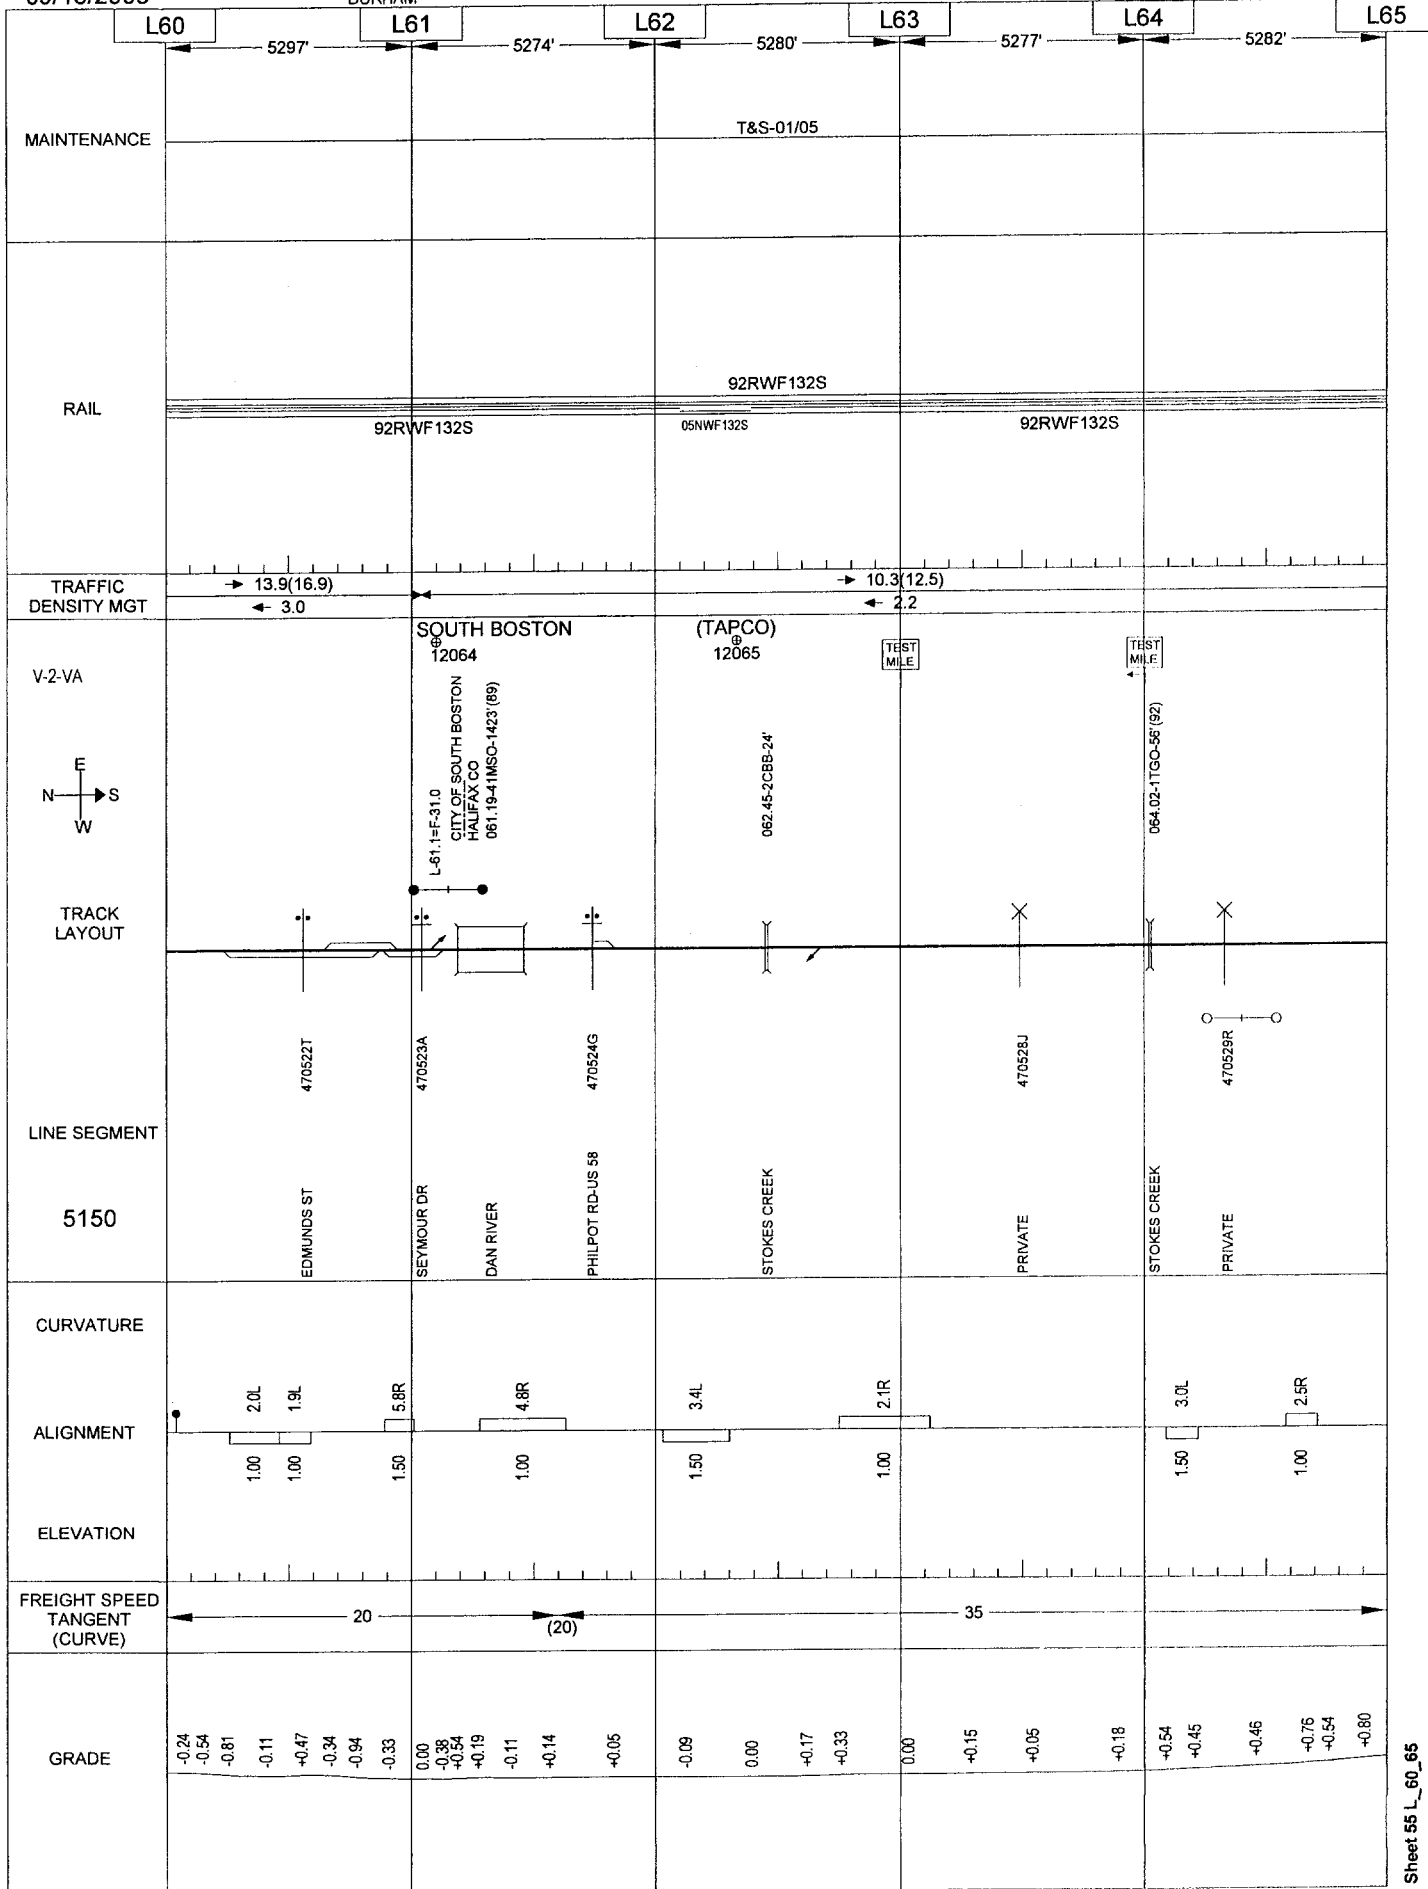 DURHAM
L60 L61 L62 L63 L64 L65
5297' 5274' 5280' 5277' 5282'
MAINTENANCE
T&S-01/05
RAIL
92RWF132S
92RWF132S 05NWF132S 92RWF132S
TRAFFIC
DENSITY MGT
→ 13.9(16.9) → 10.3(12.5)
← 3.0 ← 2.2
SOUTH BOSTON (TAPCO)
12064 12065
TEST
MILE
TEST
MILE
V-2-VA
E
N S
W
L-61.1=F-31.0
CITY OF SOUTH BOSTON
HALIFAX CO
061.19-41MSO-1423'(89)
062.45-2CBB-24'
064.02-1TGO-56'(92)
TRACK
LAYOUT
470522T
470523A
470524G
470528J
470529R
LINE SEGMENT
5150
EDMUNDS ST
SEYMOUR DR
DAN RIVER
PHILPOT RD-US 58
STOKES CREEK
PRIVATE
STOKES CREEK
PRIVATE
CURVATURE
2.0L 1.9L 5.8R 4.8R 3.4L 2.1R 3.0L 2.5R
ALIGNMENT
1.00 1.00 1.50 1.00 1.50 1.00 1.50 1.00
ELEVATION
FREIGHT SPEED
TANGENT
(CURVE)
20 (20) 35
GRADE
-0.24 -0.54 -0.81 -0.11 +0.47 -0.34 -0.94 -0.33 0.00 -0.38 +0.54 +0.19 -0.11 +0.14 +0.05 -0.09 0.00 +0.17 +0.33 0.00 +0.15 +0.05 +0.18 +0.54 +0.45 +0.46 +0.76 +0.54 +0.80
Sheet 55 L_60_65